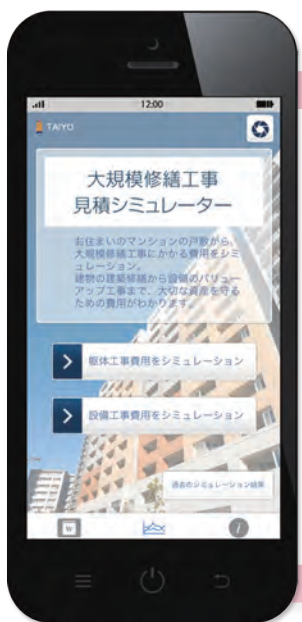 12:00
TAIYO
大規模修繕工事
見積シミュレーター
お住まいのマンションの戸数から、
大規模修繕工事にかかる費用をシミ
ュレーション。
建物の建築修繕から設備のバリュー
アップ工事まで、大切な資産を守る
ための費用がわかります。
躯体工事費用をシミュレーション
設備工事費用をシミュレーション
過去のシミュレーション結果
W
i